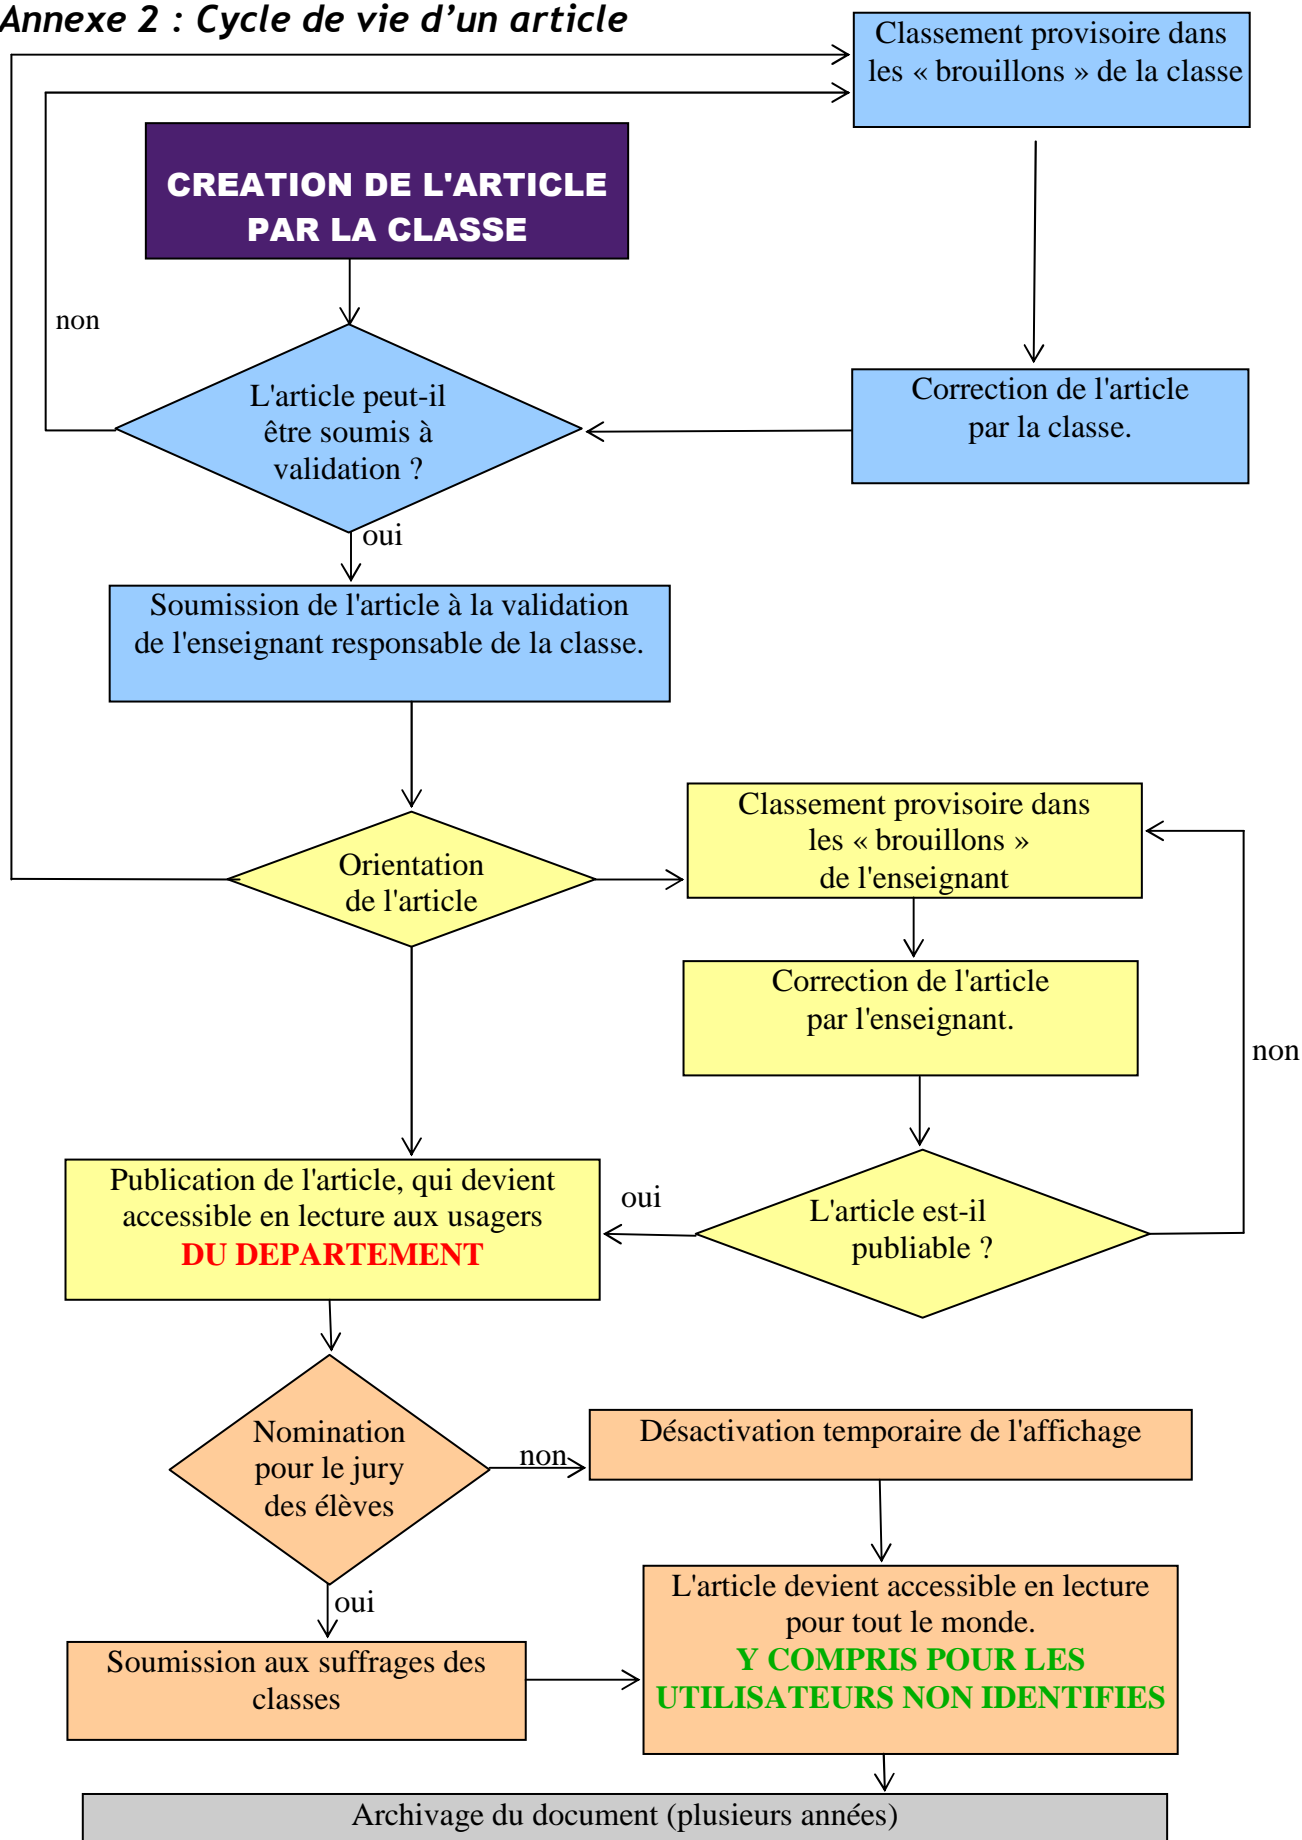 Annexe 2 : Cycle de vie d’un article
Classement provisoire dans
les « brouillons » de la classe
CREATION DE L'ARTICLE
PAR LA CLASSE
non
L'article peut-il
être soumis à
validation ?
Correction de l'article
par la classe.
oui
Soumission de l'article à la validation
de l'enseignant responsable de la classe.
Orientation
de l'article
Classement provisoire dans
les « brouillons »
de l'enseignant
Correction de l'article
par l'enseignant.
non
Publication de l'article, qui devient
accessible en lecture aux usagers
DU DEPARTEMENT
oui
L'article est-il
publiable ?
Nomination
pour le jury
des élèves
non
Désactivation temporaire de l'affichage
oui
L'article devient accessible en lecture
pour tout le monde.
Y COMPRIS POUR LES
UTILISATEURS NON IDENTIFIES
Soumission aux suffrages des
classes
Archivage du document (plusieurs années)